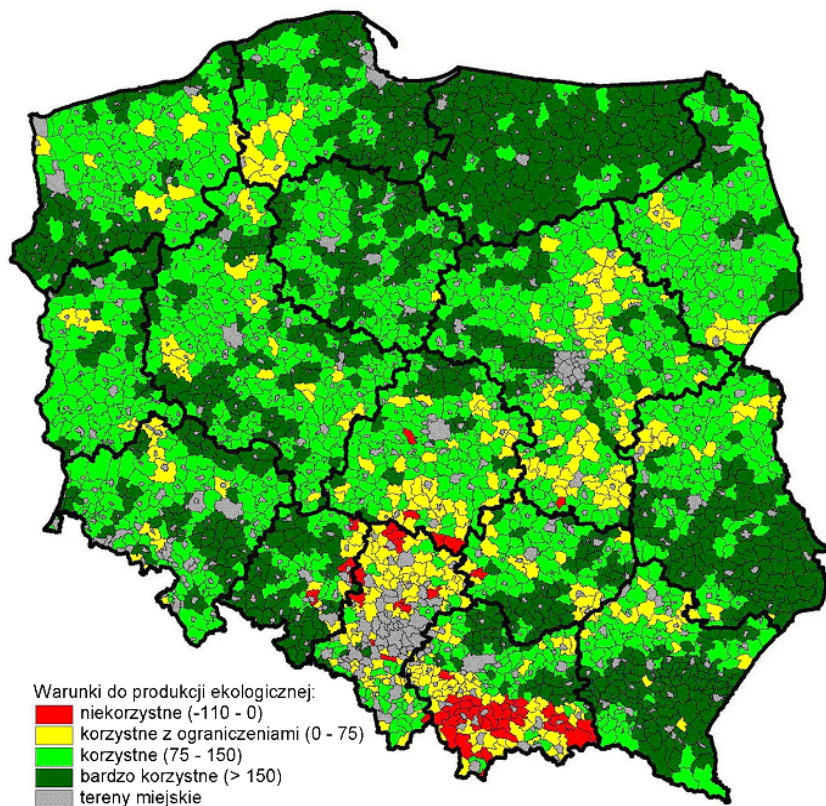 Warunki do produkcji ekologicznej:
niekorzystne (-110 - 0)
korzystne z ograniczeniami (0 - 75)
korzystne (75 - 150)
bardzo korzystne (> 150)
tereny miejskie